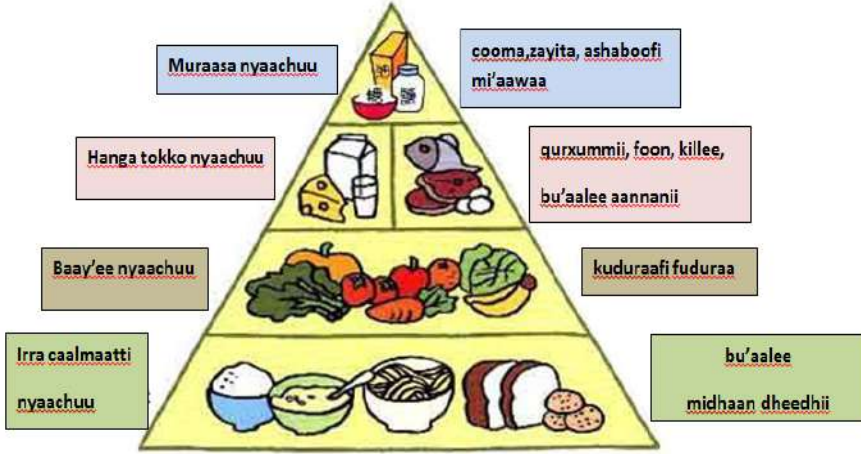 Muraasa nyaachuu
cooma,zayita, ashaboofi
mi'aawaa
Hanga tokko nyaachuu
qurxummii, foon, killee,
bu'aalee aannanii
Baay'ee nyaachuu
kuduraafi fuduraa
Irra caalmaatti
nyaachuu
bu'aalee
midhaan dheedhii